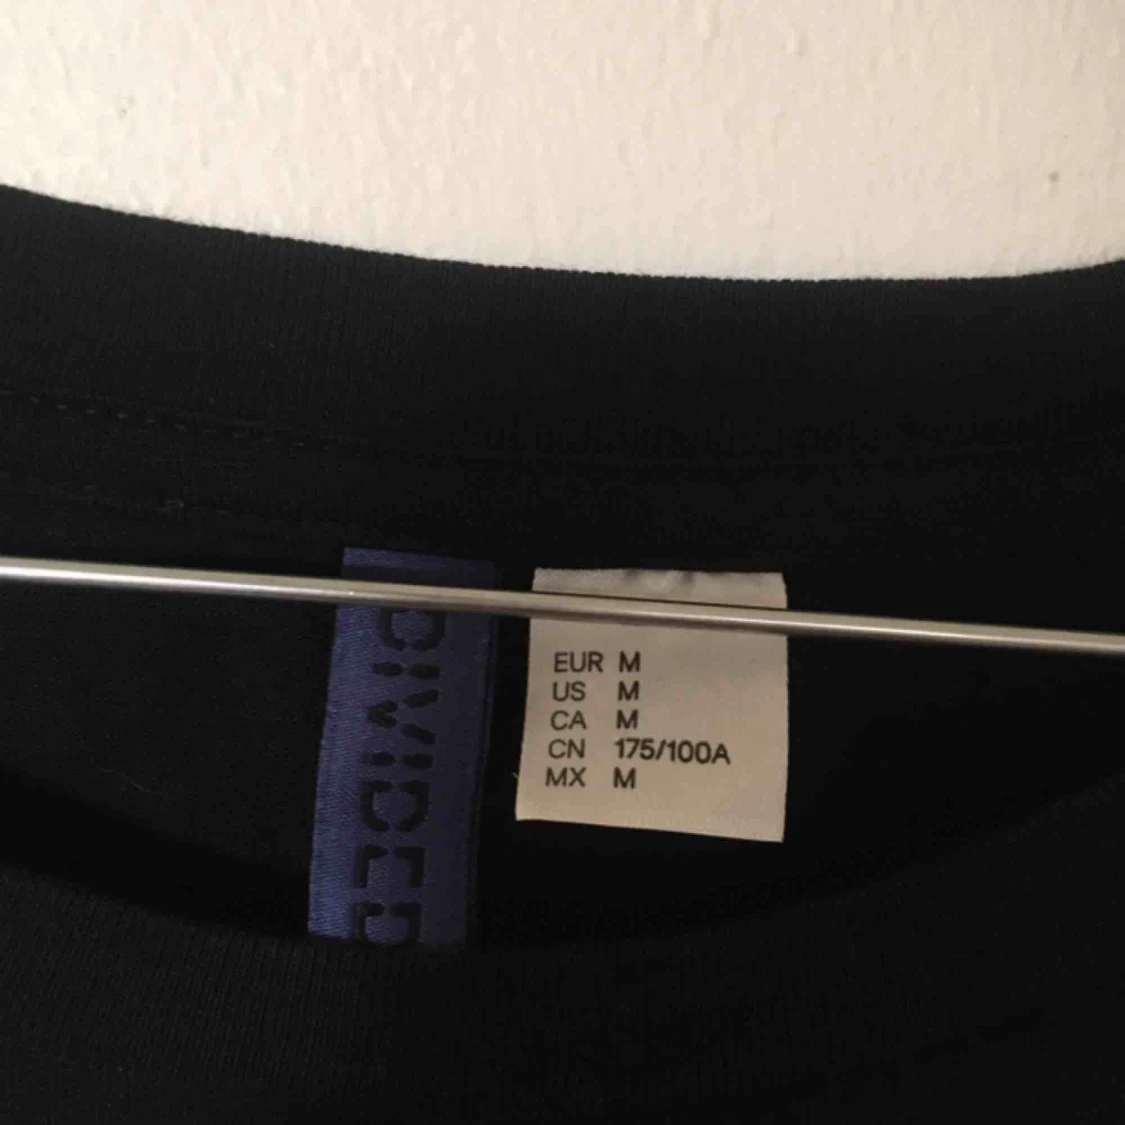 DIVIDED
EUR M
US M
CA M
CN 175/100A
MX M